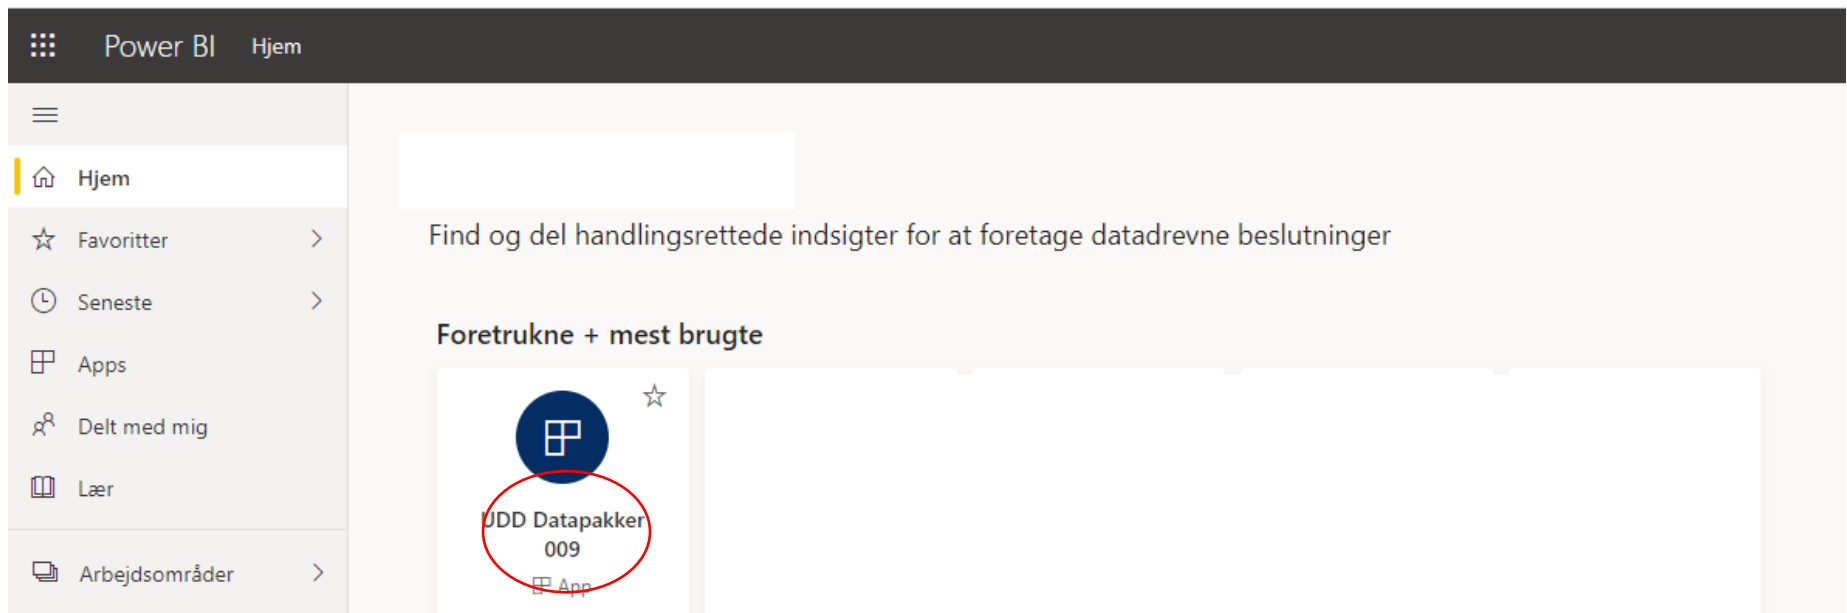 Power BI Hjem
Hjem
Favoritter
Seneste
Apps
Delt med mig
Lær
Arbejdsområder
Find og del handlingsrettede indsigter for at foretage datadrevne beslutninger
Foretrukne + mest brugte
UDD Datapakker
009
App